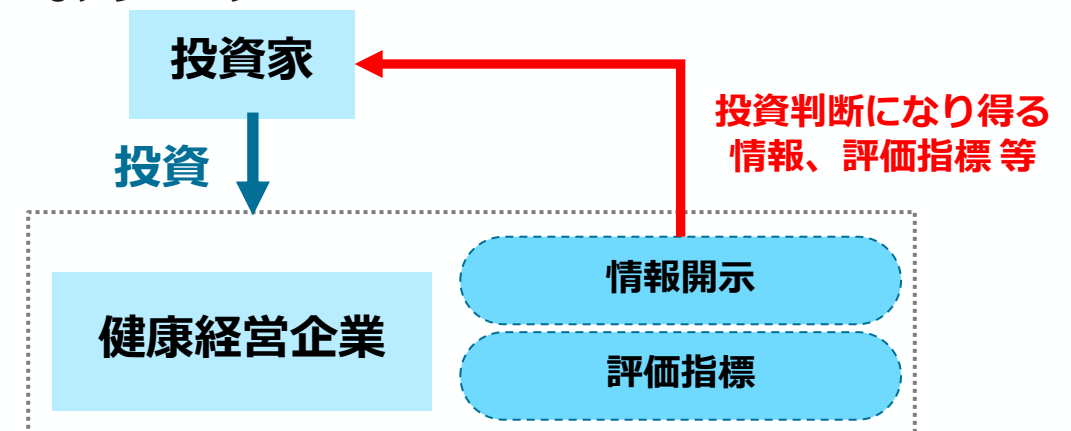 投資家
投資判断になり得る
情報、評価指標 等
投資
情報開示
健康経営企業
評価指標